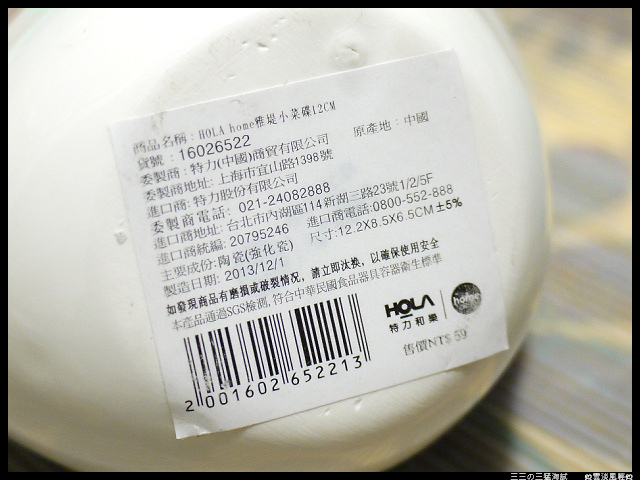 商品名稱：HOLA home雅堤小菜碟12CM
貨號：16026522 原產地：中國
委製商：特力(中國)商貿有限公司
委製商地址：上海市宜山路1398號
進口商：特力股份有限公司
委製商電話：021-24082888
進口商地址：台北市內湖區114新湖三路23號1/2/5F
進口商統編：20795246 進口商電話:0800-552-888
主要成份：陶瓷(強化瓷) 尺寸：12.2X8.5X6.5CM±5%
製造日期：2013/12/1
如發現商品有磨損或破裂情況，請立即汰換，以確保使用安全
本產品通過SGS檢測，符合中華民國食品器具容器衛生標準
HOLA
特力和樂
售價NT$ 59
2 001602 652213
三三の三猛海賦